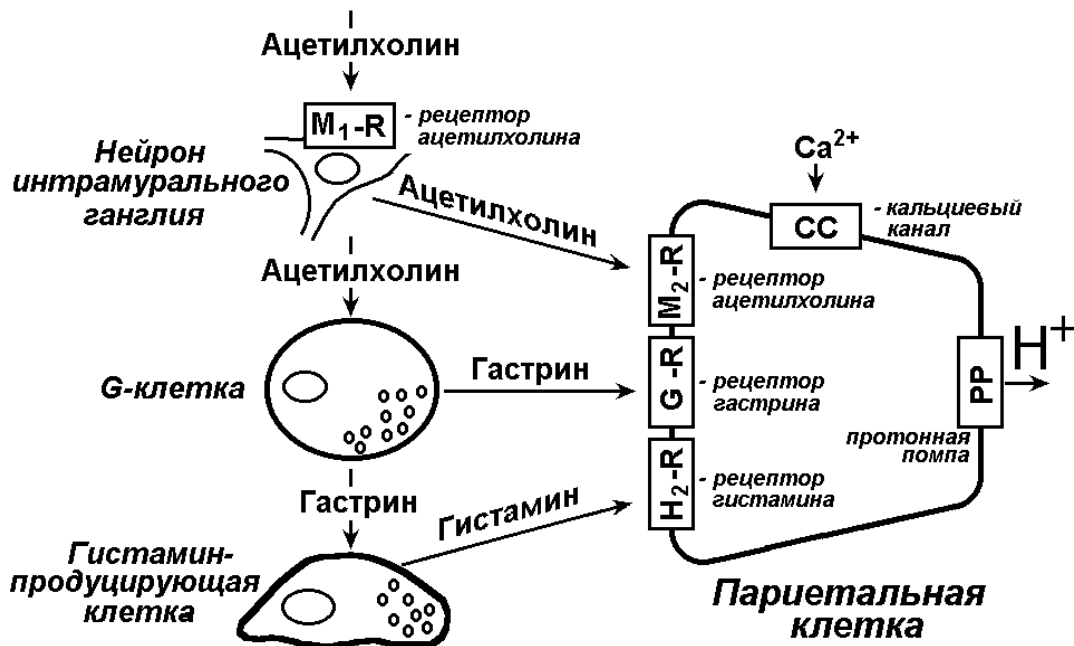 Ацетилхолин
M₁-R
- рецептор
ацетилхолина
Нейрон
интрамурального
ганглия
Ацетилхолин
Ca²⁺
CC
- кальциевый
канал
Ацетилхолин
M₂-R
- рецептор
ацетилхолина
G-клетка
Гастрин
G-R
- рецептор
гастрина
PP
H⁺
протонная
помпа
Гастрин
Гистамин
H₂-R
- рецептор
гистамина
Гистамин-
продуцирующая
клетка
Париетальная
клетка